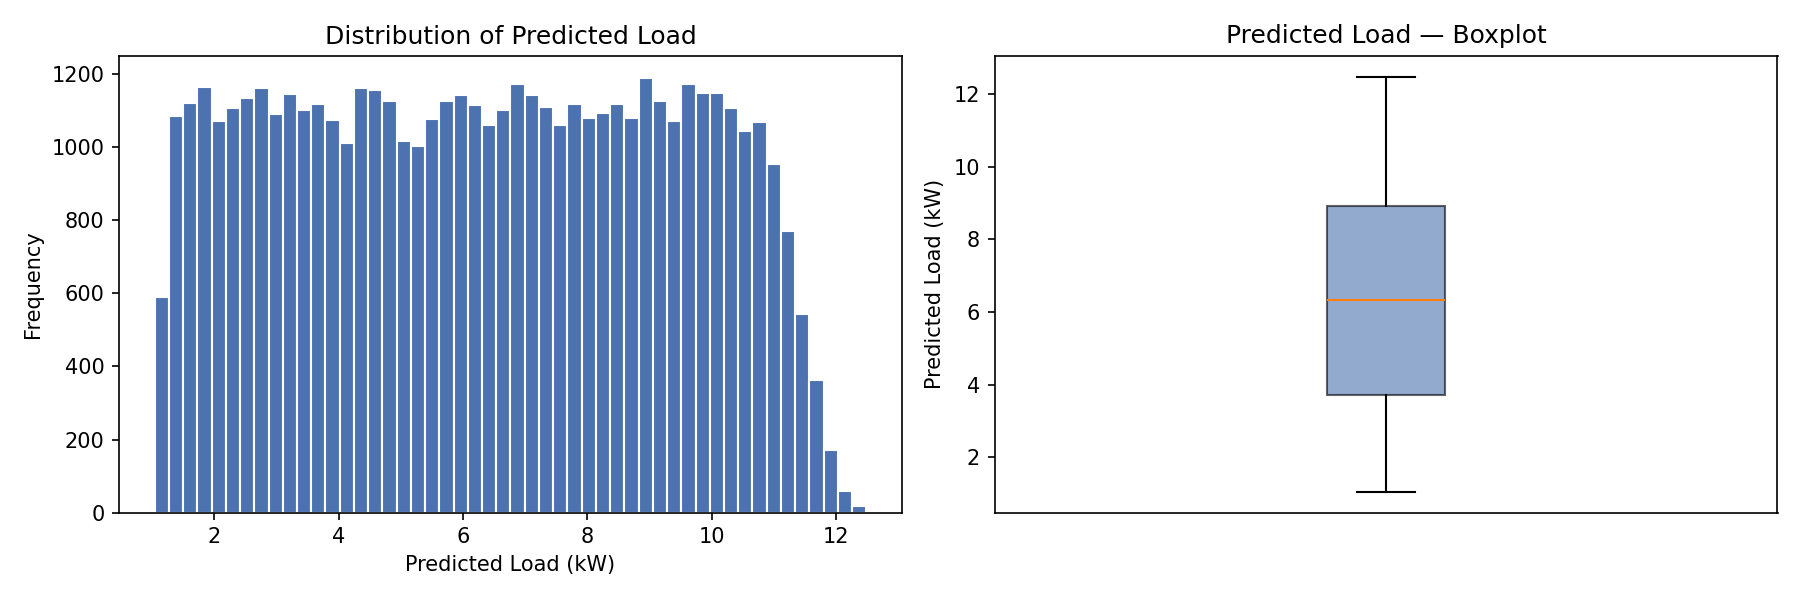 Distribution of Predicted Load
1200
1000
800
600
400
200
0
Frequency
2 4 6 8 10 12
Predicted Load (kW)
Predicted Load — Boxplot
12
10
8
6
4
2
Predicted Load (kW)